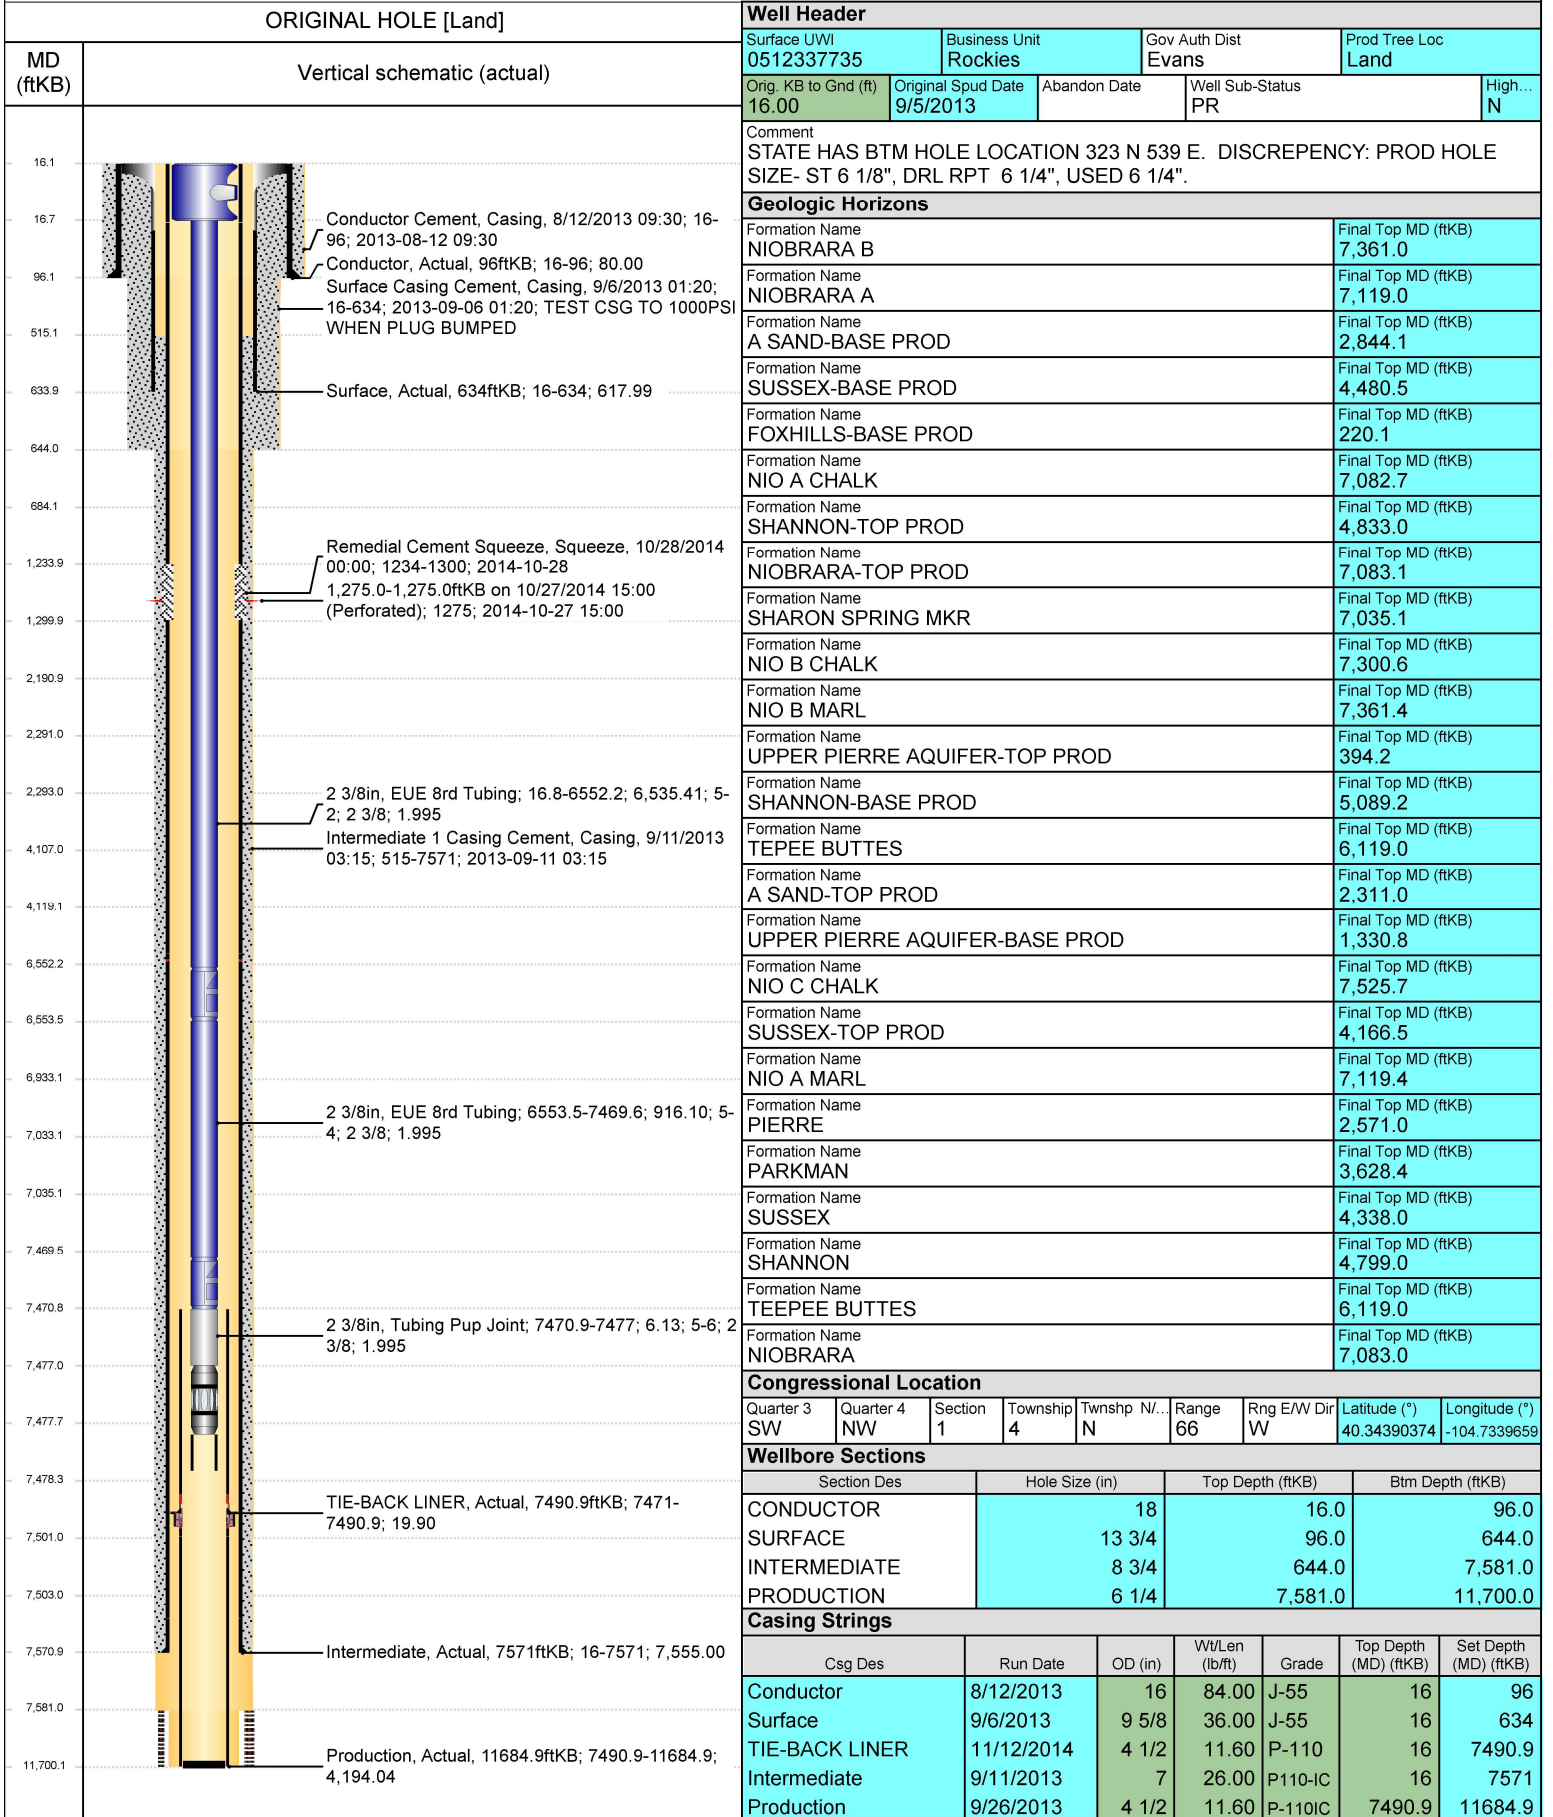 ORIGINAL HOLE [Land]
MD
(ftKB)
Vertical schematic (actual)
16.1
16.7
96.1
515.1
633.9
644.0
684.1
1,233.9
1,299.9
2,190.9
2,291.0
2,293.0
4,107.0
4,119.1
6,552.2
6,553.5
6,933.1
7,033.1
7,035.1
7,469.5
7,470.8
7,477.0
7,477.7
7,478.3
7,501.0
7,503.0
7,570.9
7,581.0
11,700.1
Conductor Cement, Casing, 8/12/2013 09:30; 16-
96; 2013-08-12 09:30
Conductor, Actual, 96ftKB; 16-96; 80.00
Surface Casing Cement, Casing, 9/6/2013 01:20;
16-634; 2013-09-06 01:20; TEST CSG TO 1000PSI
WHEN PLUG BUMPED
Surface, Actual, 634ftKB; 16-634; 617.99
Remedial Cement Squeeze, Squeeze, 10/28/2014
00:00; 1234-1300; 2014-10-28
1,275.0-1,275.0ftKB on 10/27/2014 15:00
(Perforated); 1275; 2014-10-27 15:00
2 3/8in, EUE 8rd Tubing; 16.8-6552.2; 6,535.41; 5-
2; 2 3/8; 1.995
Intermediate 1 Casing Cement, Casing, 9/11/2013
03:15; 515-7571; 2013-09-11 03:15
2 3/8in, EUE 8rd Tubing; 6553.5-7469.6; 916.10; 5-
4; 2 3/8; 1.995
2 3/8in, Tubing Pup Joint; 7470.9-7477; 6.13; 5-6; 2
3/8; 1.995
TIE-BACK LINER, Actual, 7490.9ftKB; 7471-
7490.9; 19.90
Intermediate, Actual, 7571ftKB; 16-7571; 7,555.00
Production, Actual, 11684.9ftKB; 7490.9-11684.9;
4,194.04
Well Header
Surface UWI Business Unit Gov Auth Dist Prod Tree Loc
0512337735 Rockies Evans Land
Orig. KB to Gnd (ft) Original Spud Date Abandon Date Well Sub-Status High...
16.00 9/5/2013 PR N
Comment
STATE HAS BTM HOLE LOCATION 323 N 539 E. DISCREPENCY: PROD HOLE
SIZE- ST 6 1/8", DRL RPT 6 1/4", USED 6 1/4".
Geologic Horizons
Formation Name Final Top MD (ftKB)
NIOBRARA B 7,361.0
Formation Name Final Top MD (ftKB)
NIOBRARA A 7,119.0
Formation Name Final Top MD (ftKB)
A SAND-BASE PROD 2,844.1
Formation Name Final Top MD (ftKB)
SUSSEX-BASE PROD 4,480.5
Formation Name Final Top MD (ftKB)
FOXHILLS-BASE PROD 220.1
Formation Name Final Top MD (ftKB)
NIO A CHALK 7,082.7
Formation Name Final Top MD (ftKB)
SHANNON-TOP PROD 4,833.0
Formation Name Final Top MD (ftKB)
NIOBRARA-TOP PROD 7,083.1
Formation Name Final Top MD (ftKB)
SHARON SPRING MKR 7,035.1
Formation Name Final Top MD (ftKB)
NIO B CHALK 7,300.6
Formation Name Final Top MD (ftKB)
NIO B MARL 7,361.4
Formation Name Final Top MD (ftKB)
UPPER PIERRE AQUIFER-TOP PROD 394.2
Formation Name Final Top MD (ftKB)
SHANNON-BASE PROD 5,089.2
Formation Name Final Top MD (ftKB)
TEPEE BUTTES 6,119.0
Formation Name Final Top MD (ftKB)
A SAND-TOP PROD 2,311.0
Formation Name Final Top MD (ftKB)
UPPER PIERRE AQUIFER-BASE PROD 1,330.8
Formation Name Final Top MD (ftKB)
NIO C CHALK 7,525.7
Formation Name Final Top MD (ftKB)
SUSSEX-TOP PROD 4,166.5
Formation Name Final Top MD (ftKB)
NIO A MARL 7,119.4
Formation Name Final Top MD (ftKB)
PIERRE 2,571.0
Formation Name Final Top MD (ftKB)
PARKMAN 3,628.4
Formation Name Final Top MD (ftKB)
SUSSEX 4,338.0
Formation Name Final Top MD (ftKB)
SHANNON 4,799.0
Formation Name Final Top MD (ftKB)
TEEPEE BUTTES 6,119.0
Formation Name Final Top MD (ftKB)
NIOBRARA 7,083.0
Congressional Location
Quarter 3 Quarter 4 Section Township Twnshp N/... Range Rng E/W Dir Latitude (°) Longitude (°)
SW NW 1 4 N 66 W 40.34390374 -104.7339659
Wellbore Sections
Section Des Hole Size (in) Top Depth (ftKB) Btm Depth (ftKB)
CONDUCTOR 18 16.0 96.0
SURFACE 13 3/4 96.0 644.0
INTERMEDIATE 8 3/4 644.0 7,581.0
PRODUCTION 6 1/4 7,581.0 11,700.0
Casing Strings
Csg Des Run Date OD (in) Wt/Len (lb/ft) Grade Top Depth (MD) (ftKB) Set Depth (MD) (ftKB)
Conductor 8/12/2013 16 84.00 J-55 16 96
Surface 9/6/2013 9 5/8 36.00 J-55 16 634
TIE-BACK LINER 11/12/2014 4 1/2 11.60 P-110 16 7490.9
Intermediate 9/11/2013 7 26.00 P110-IC 16 7571
Production 9/26/2013 4 1/2 11.60 P-110IC 7490.9 11684.9